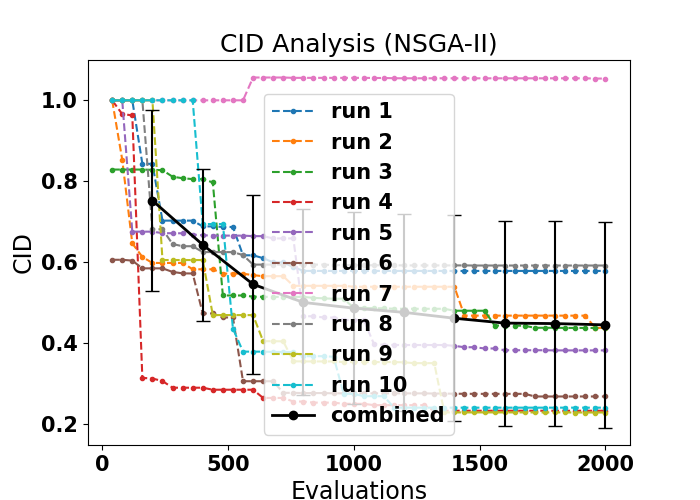 CID Analysis (NSGA-II)
CID
1.0
0.8
0.6
0.4
0.2
0
500
1000
1500
2000
Evaluations
run 1
run 2
run 3
run 4
run 5
run 6
run 7
run 8
run 9
run 10
combined